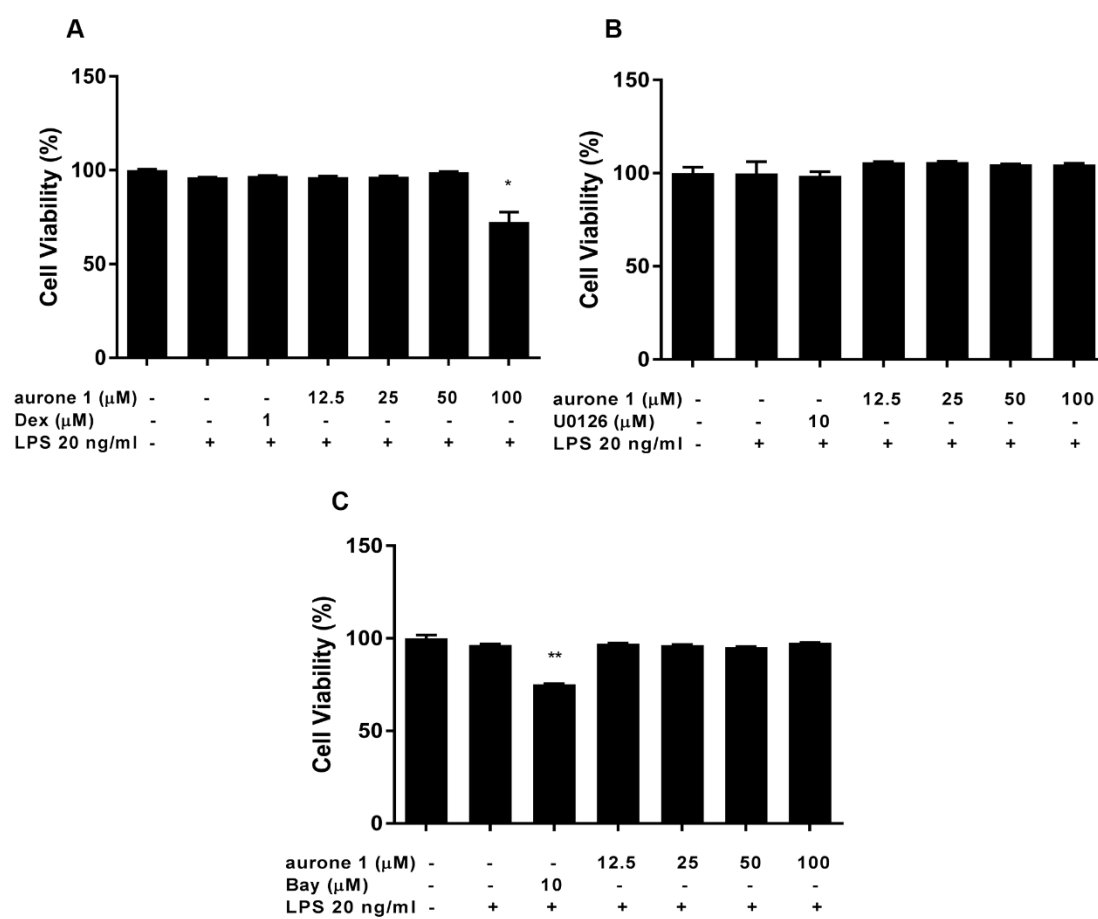 A
Cell Viability (%)
150
100
50
0
*
aurone 1 (μM) - - - 12.5 25 50 100
Dex (μM) - - 1 - - - -
LPS 20 ng/ml - + + + + + +
B
Cell Viability (%)
150
100
50
0
aurone 1 (μM) - - - 12.5 25 50 100
U0126 (μM) - - 10 - - - -
LPS 20 ng/ml - + + + + + +
C
Cell Viability (%)
150
100
50
0
**
aurone 1 (μM) - - - 12.5 25 50 100
Bay (μM) - - 10 - - - -
LPS 20 ng/ml - + + + + + +